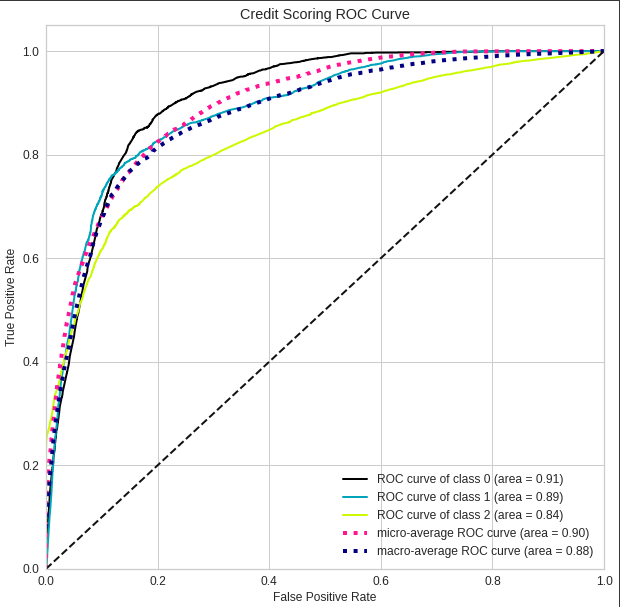 Credit Scoring ROC Curve
True Positive Rate
1.0
0.8
0.6
0.4
0.2
0.0
ROC curve of class 0 (area = 0.91)
ROC curve of class 1 (area = 0.89)
ROC curve of class 2 (area = 0.84)
micro-average ROC curve (area = 0.90)
macro-average ROC curve (area = 0.88)
0.0 0.2 0.4 0.6 0.8 1.0
False Positive Rate